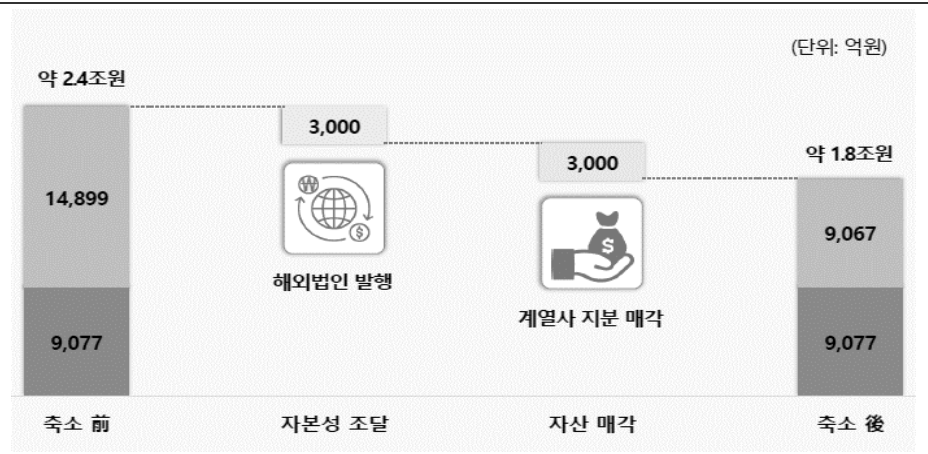 (단위: 억원)
약 2.4조원
3,000
14,899
3,000
약 1.8조원
₩
$
$
9,067
해외법인 발행
계열사 지분 매각
9,077
9,077
축소 前
자본성 조달
자산 매각
축소 後